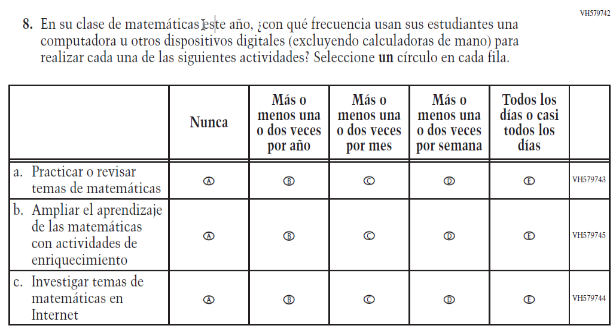 VH579742
8. En su clase de matemáticas este año, ¿con qué frecuencia usan sus estudiantes una
computadora u otros dispositivos digitales (excluyendo calculadoras de mano) para
realizar cada una de las siguientes actividades? Seleccione un círculo en cada fila.
Nunca
Más o
menos una
o dos veces
por año
Más o
menos una
o dos veces
por mes
Más o
menos una
o dos veces
por semana
Todos los
días o casi
todos los
días
a. Practicar o revisar
temas de matemáticas
A B C D E VH579743
b. Ampliar el aprendizaje
de las matemáticas
con actividades de
enriquecimiento
A B C D E VH579745
c. Investigar temas de
matemáticas en
Internet
A B C D E VH579744